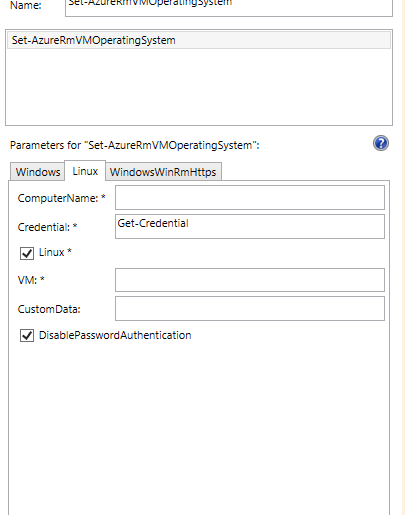 Name: Set-AzureRmVMOperatingSystem
Set-AzureRmVMOperatingSystem
Parameters for "Set-AzureRmVMOperatingSystem":
Windows Linux WindowsWinRmHttps
ComputerName: *
Credential: * Get-Credential
Linux *
VM: *
CustomData:
DisablePasswordAuthentication